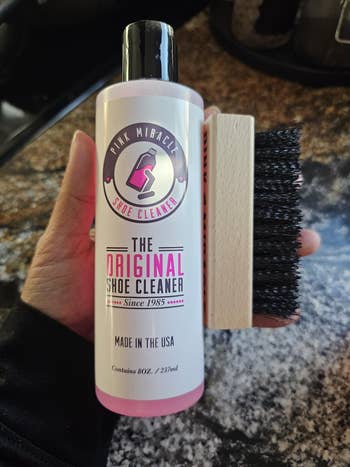 PINK MIRACLE
SHOE CLEANER
THE
ORIGINAL
SHOE CLEANER
Since 1985
MADE IN THE USA
Contains 8OZ. / 237ml